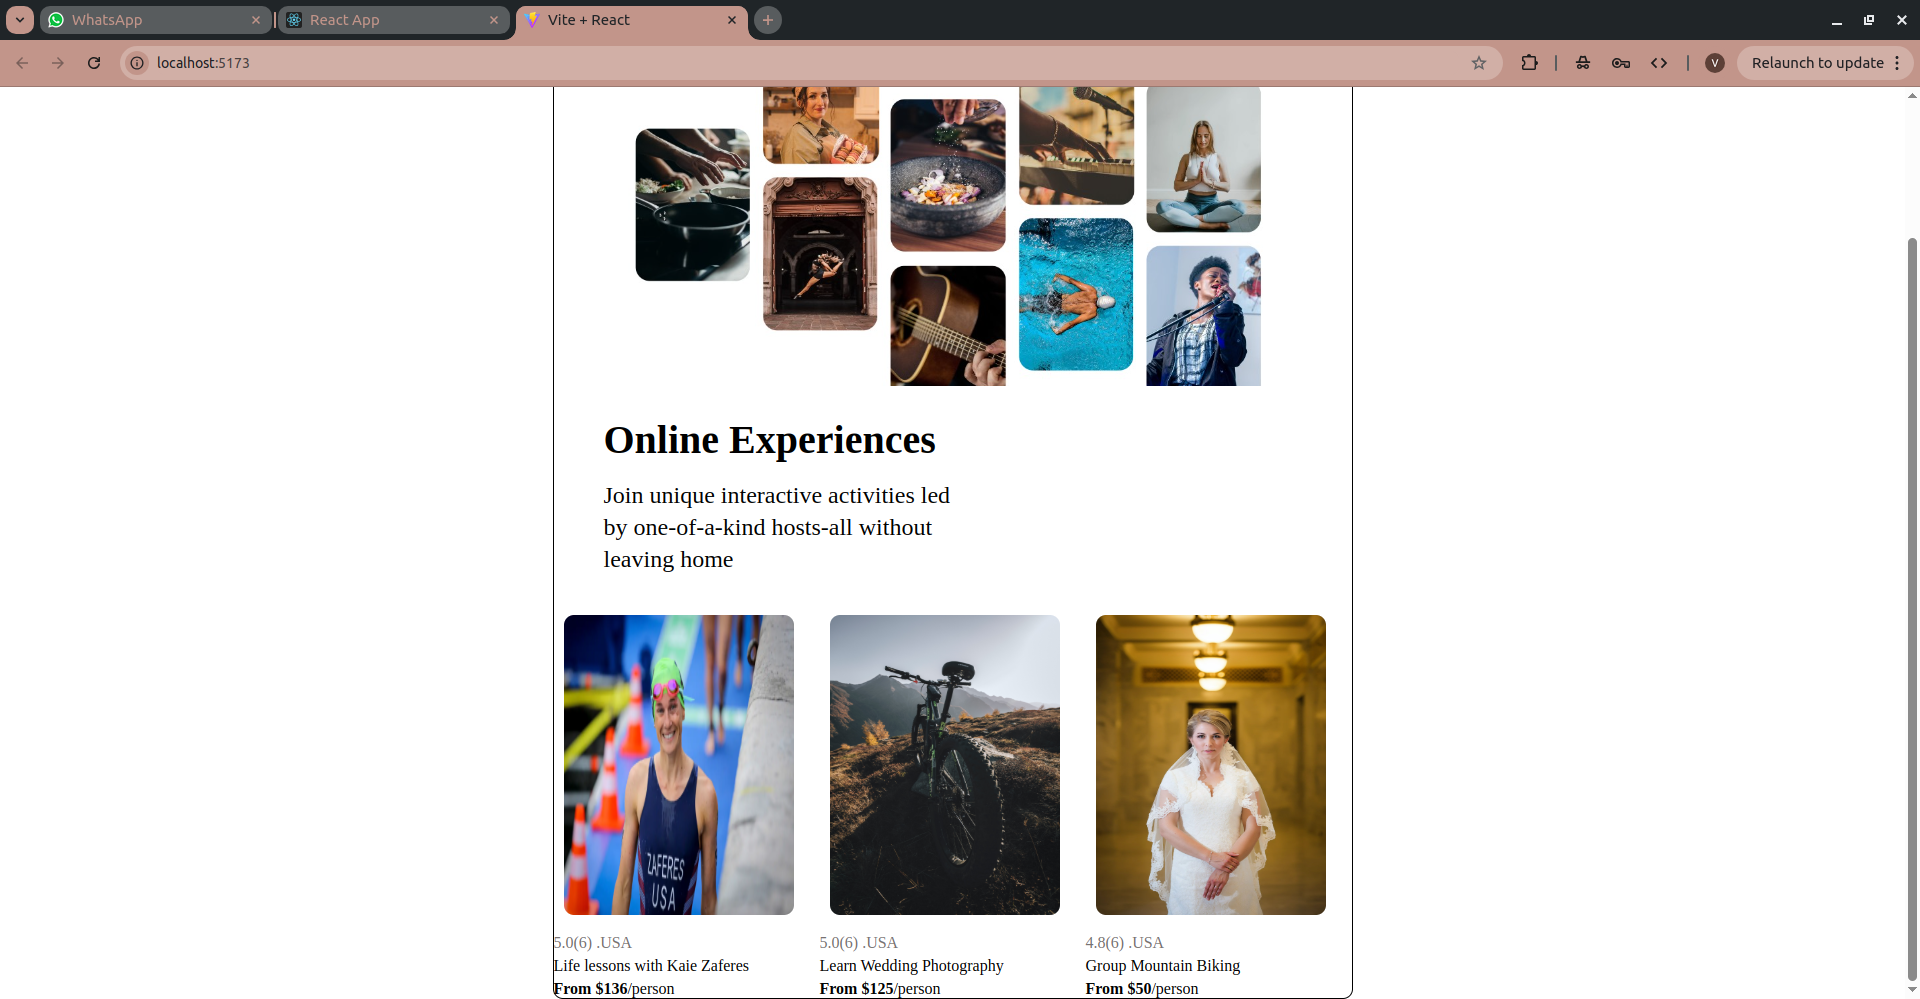 WhatsApp
React App
Vite + React
localhost:5173
V
Relaunch to update
Online Experiences
Join unique interactive activities led
by one-of-a-kind hosts-all without
leaving home
ZAFERES
USA
5.0(6) .USA
Life lessons with Kaie Zaferes
From $136/person
5.0(6) .USA
Learn Wedding Photography
From $125/person
4.8(6) .USA
Group Mountain Biking
From $50/person